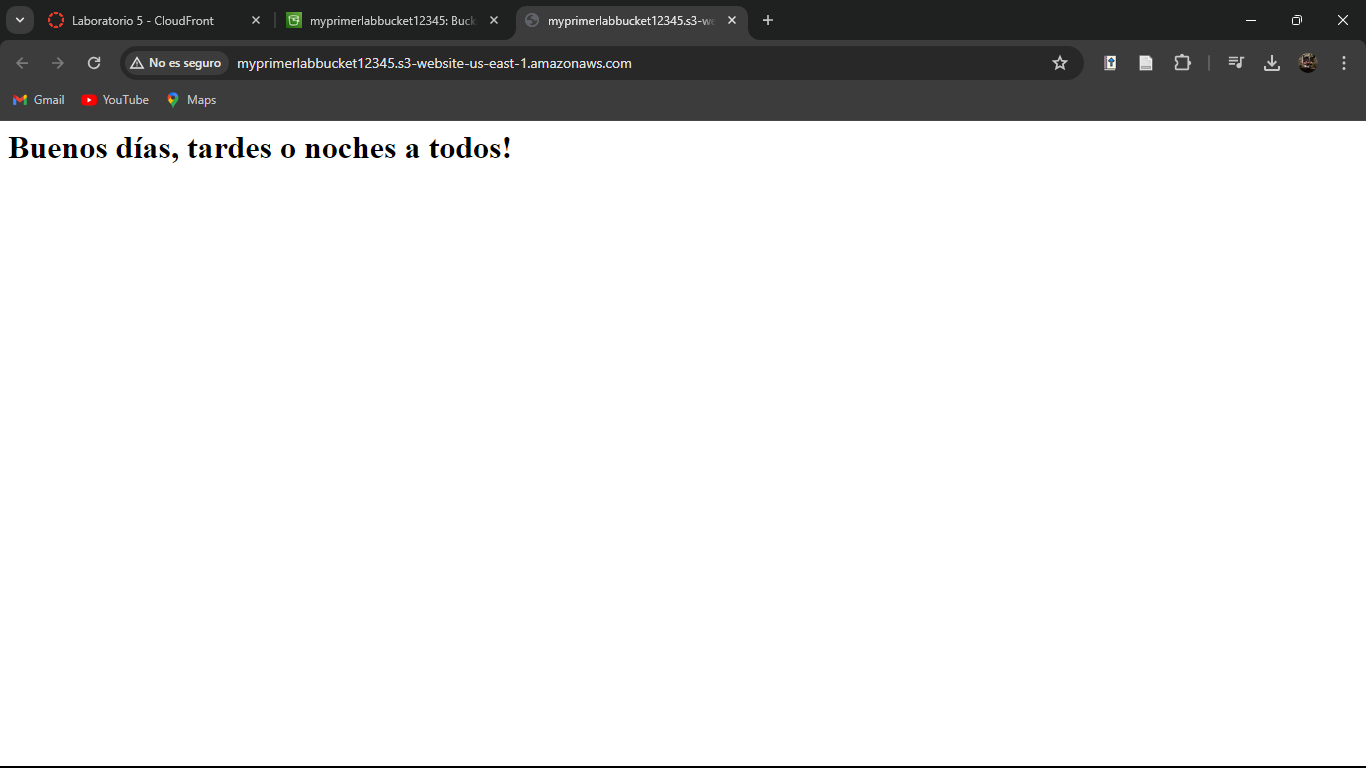 Laboratorio 5 - CloudFront
myprimerlabbucket12345: Buck
myprimerlabbucket12345.s3-we
No es seguro
myprimerlabbucket12345.s3-website-us-east-1.amazonaws.com
Gmail
YouTube
Maps
Buenos días, tardes o noches a todos!